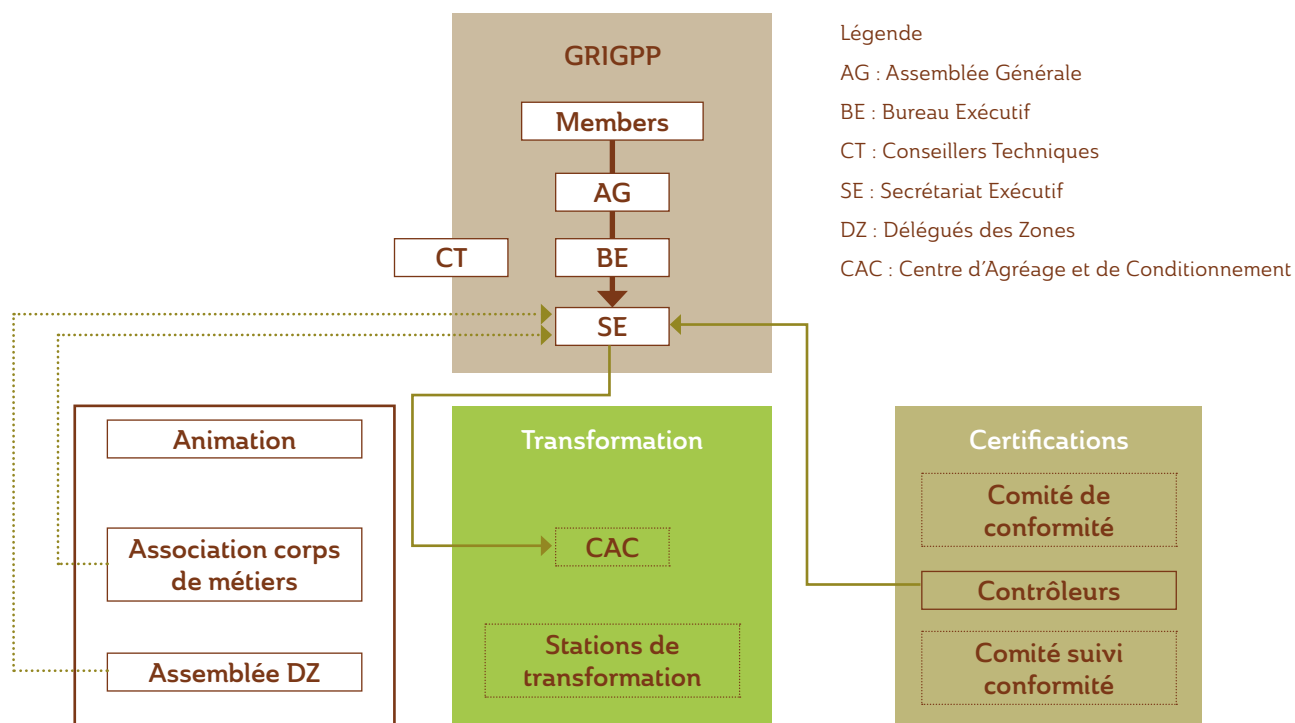 GRIGPP
Members
AG
CT
BE
SE
Légende
AG : Assemblée Générale
BE : Bureau Exécutif
CT : Conseillers Techniques
SE : Secrétariat Exécutif
DZ : Délégués des Zones
CAC : Centre d'Agréage et de Conditionnement
Animation
Association corps
de métiers
Assemblée DZ
Transformation
CAC
Stations de
transformation
Certifications
Comité de
conformité
Contrôleurs
Comité suivi
conformité